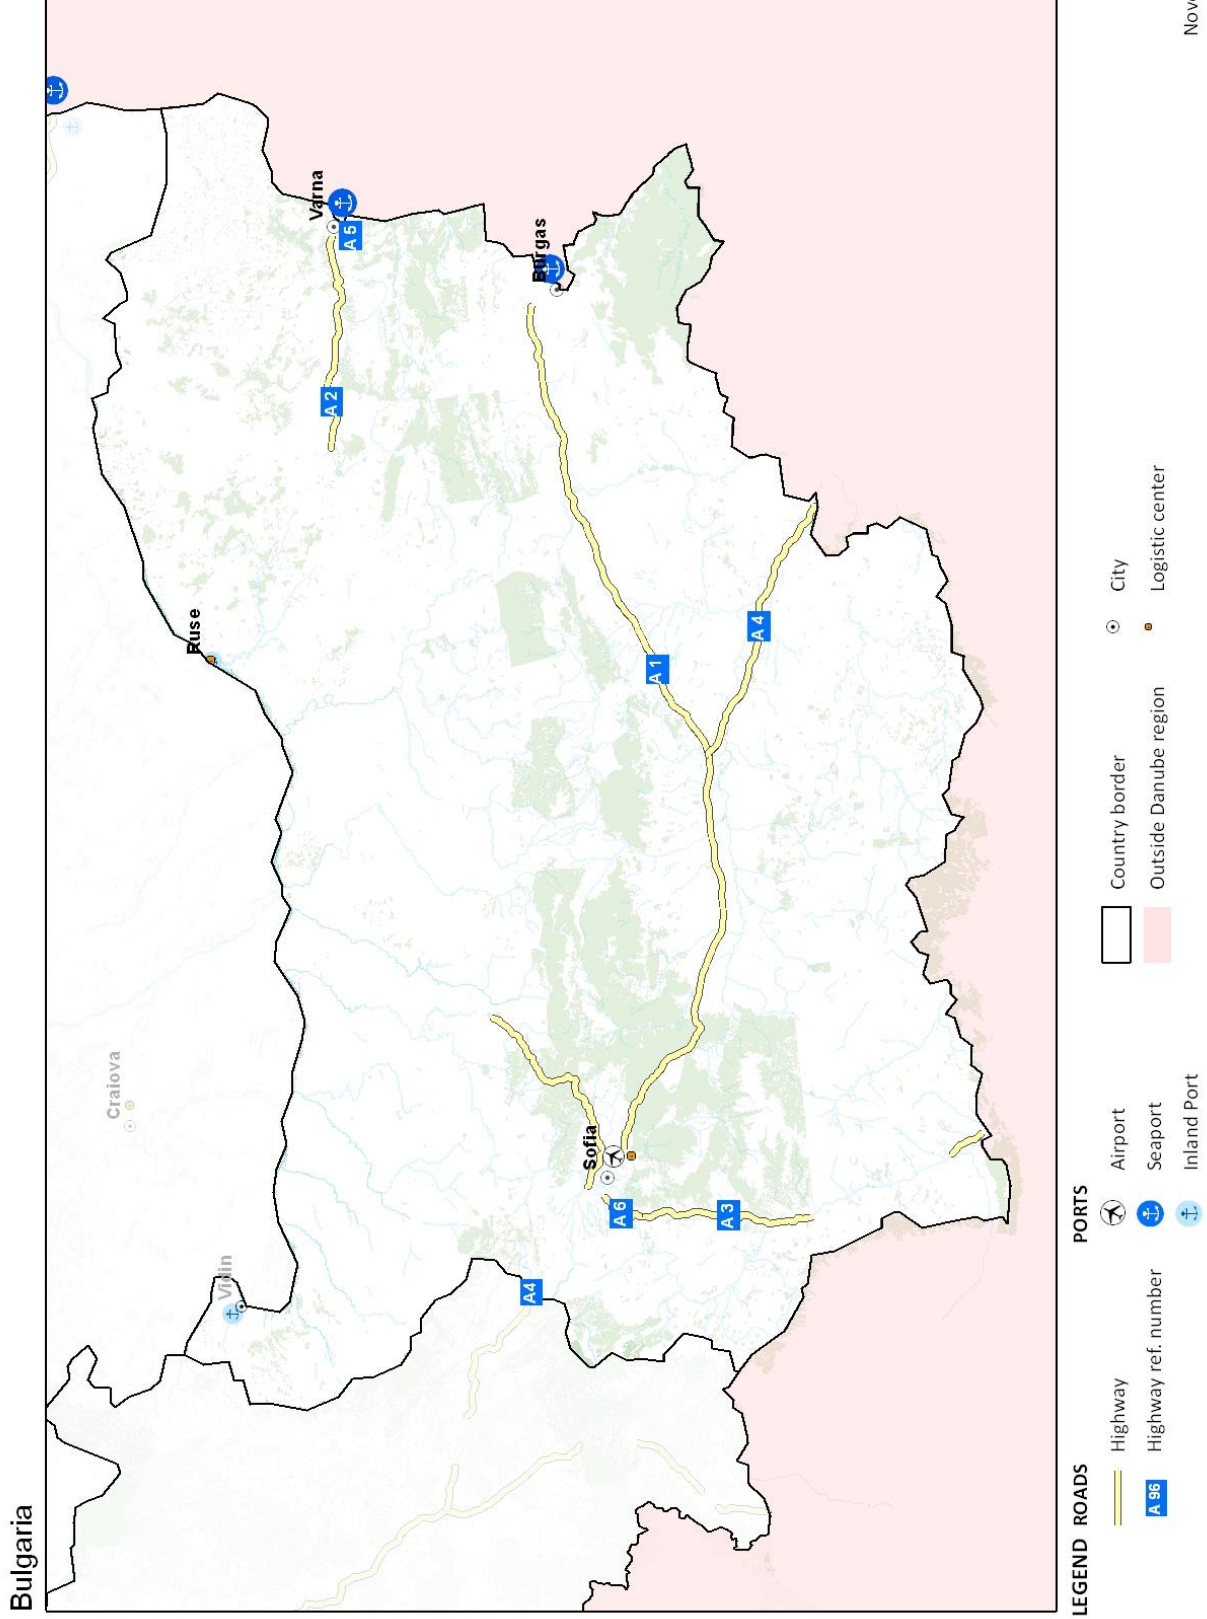 Bulgaria
Craiova
Vidin
Ruse
Varna
A 5
A 2
Burgas
A4
Sofia
A 6
A 3
A 1
A 4
LEGEND
ROADS
Highway
A 96
Highway ref. number
PORTS
Airport
Seaport
Inland Port
Country border
Outside Danube region
City
Logistic center
Nove